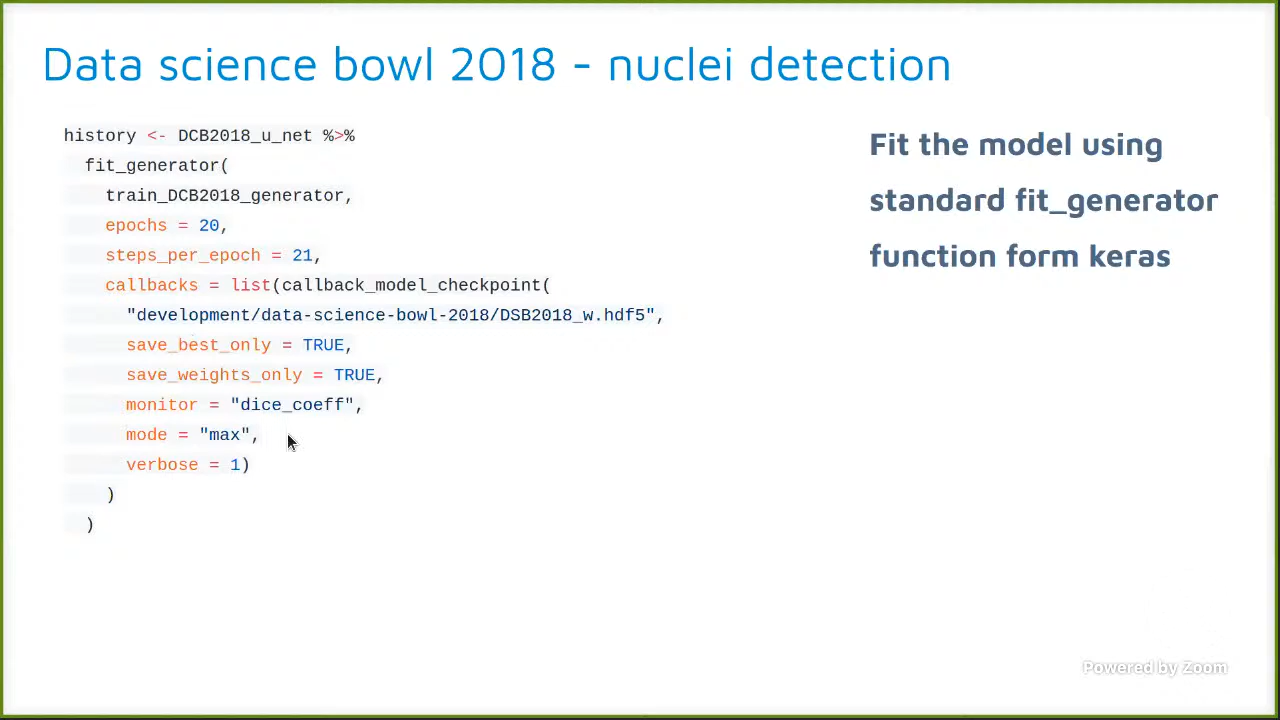 Data science bowl 2018 - nuclei detection
history <- DCB2018_u_net %>%
fit_generator(
train_DCB2018_generator,
epochs = 20,
steps_per_epoch = 21,
callbacks = list(callback_model_checkpoint(
"development/data-science-bowl-2018/DSB2018_w.hdf5",
save_best_only = TRUE,
save_weights_only = TRUE,
monitor = "dice_coeff",
mode = "max",
verbose = 1)
)
)
Fit the model using
standard fit_generator
function form keras
Powered by Zoom